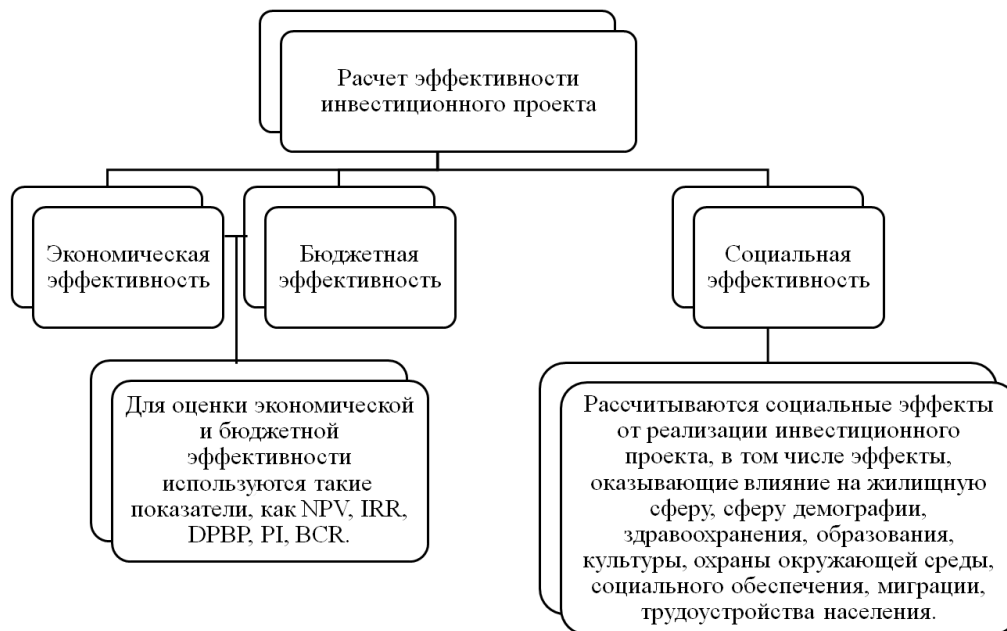 Расчет эффективности
инвестиционного проекта
Экономическая
эффективность
Бюджетная
эффективность
Социальная
эффективность
Для оценки экономической
и бюджетной
эффективности
используются такие
показатели, как NPV, IRR,
DPBP, PI, BCR.
Рассчитываются социальные эффекты
от реализации инвестиционного
проекта, в том числе эффекты,
оказывающие влияние на жилищную
сферу, сферу демографии,
здравоохранения, образования,
культуры, охраны окружающей среды,
социального обеспечения, миграции,
трудоустройства населения.